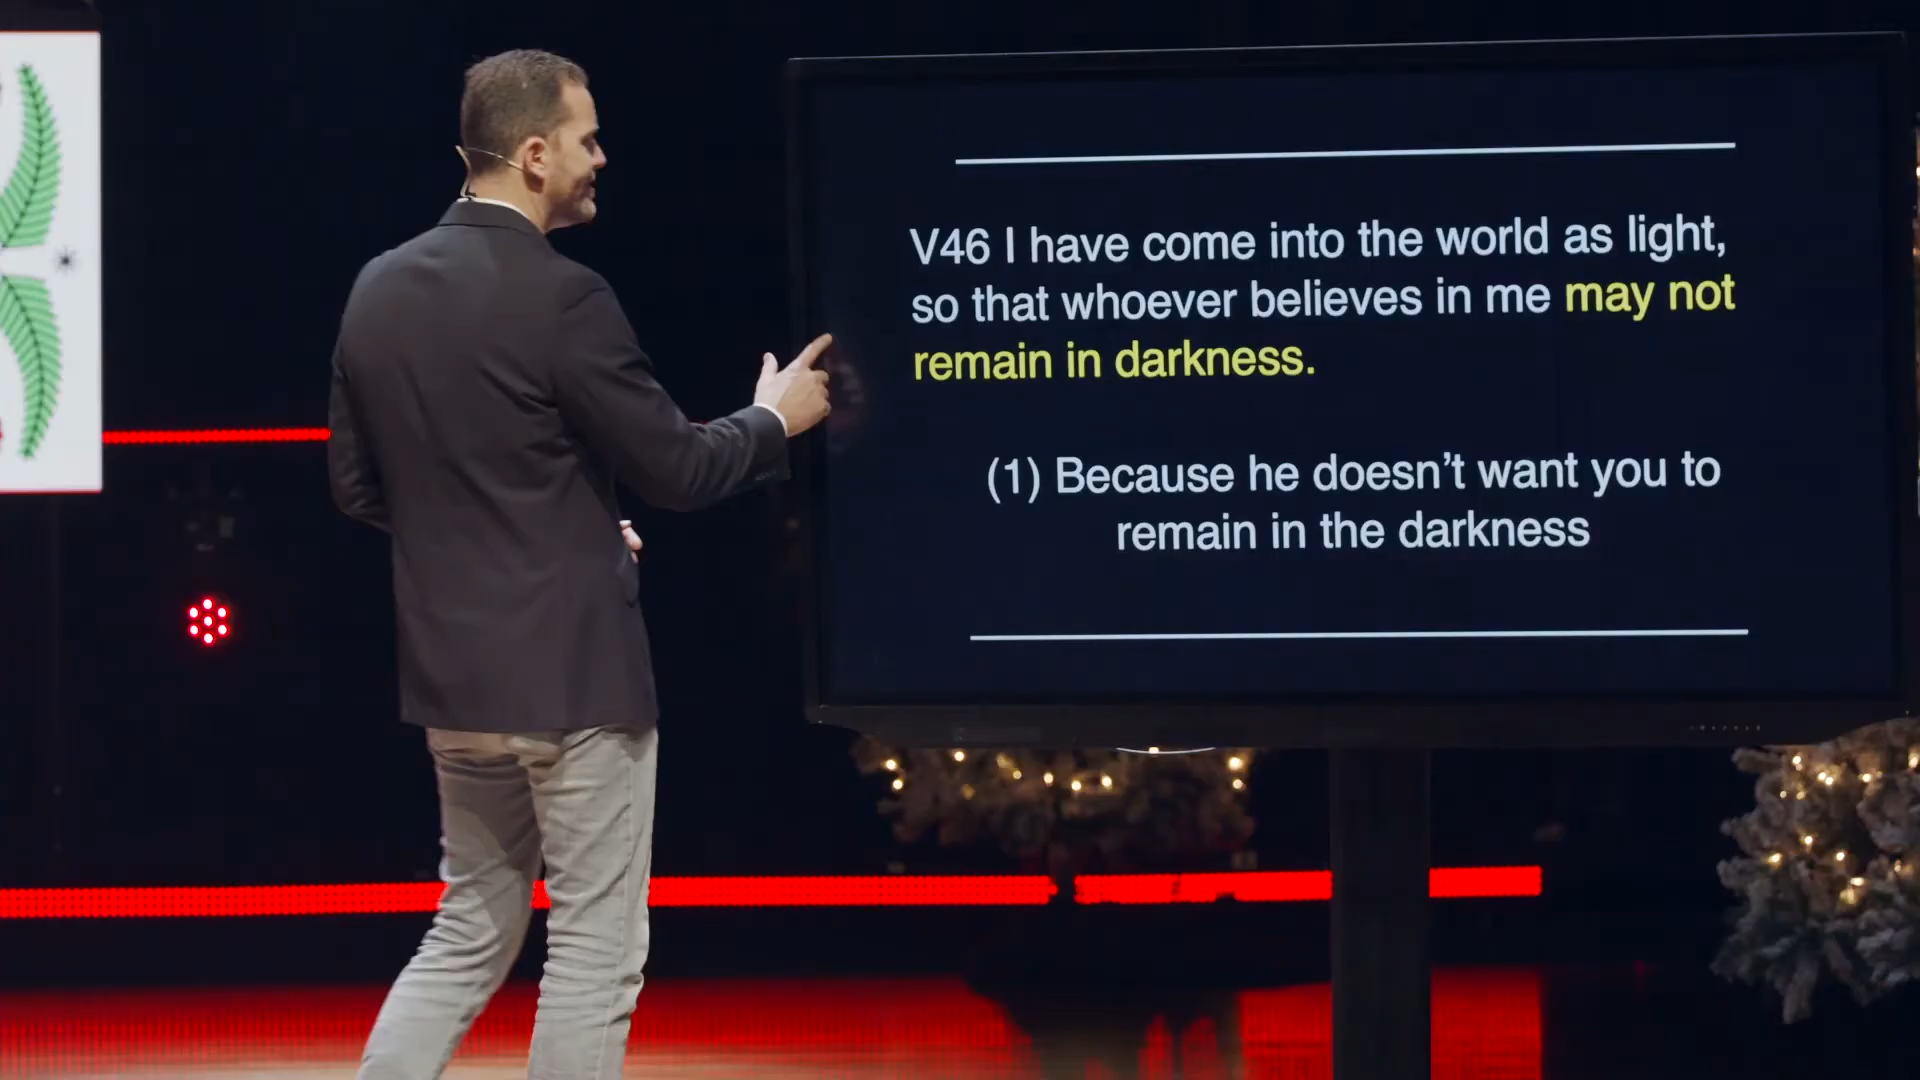 V46 I have come into the world as light,
so that whoever believes in me may not
remain in darkness.
(1) Because he doesn’t want you to
remain in the darkness